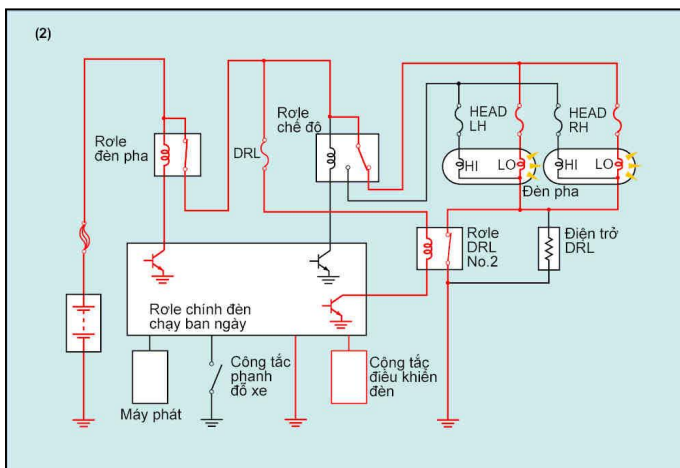 (2)
Rơle
đèn pha
DRL
Rơle
chế độ
HEAD
LH
HEAD
RH
HI
LO
HI
LO
Đèn pha
Rơle
DRL
No.2
Điện trở
DRL
Rơle chính đèn
chạy ban ngày
Máy phát
Công tắc
phanh
đỗ xe
Công tắc
điều khiển
đèn